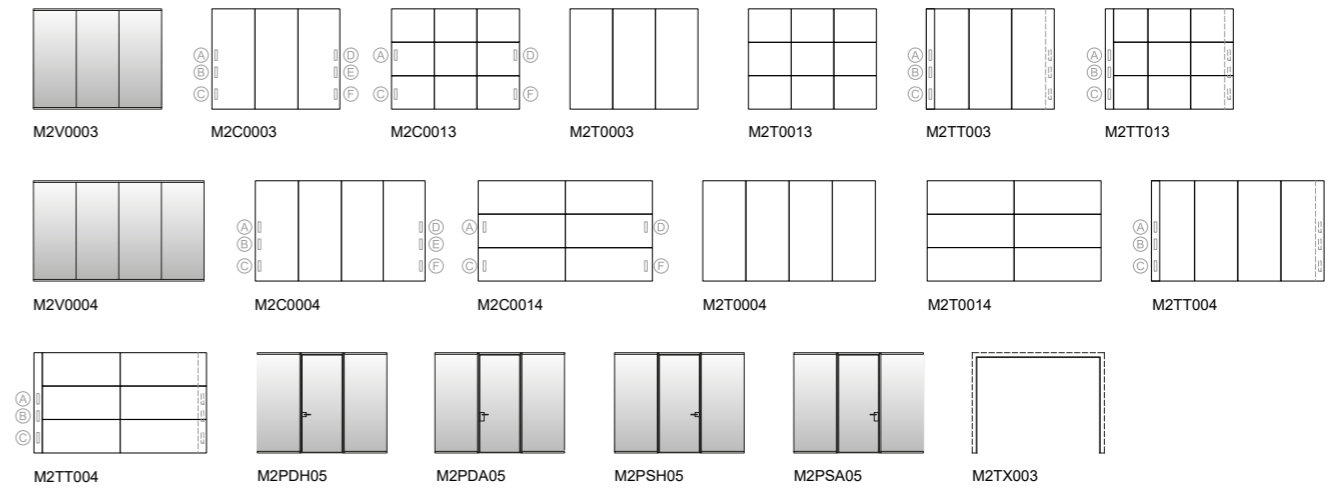 A D A D A A
B E B B
C F C F C C
M2V0003 M2C0003 M2C0013 M2T0003 M2T0013 M2TT003 M2TT013
A D A D A
B E B
C F C F C
M2V0004 M2C0004 M2C0014 M2T0004 M2T0014 M2TT004
A
B
C
M2TT004 M2PDH05 M2PDA05 M2PSH05 M2PSA05 M2TX003